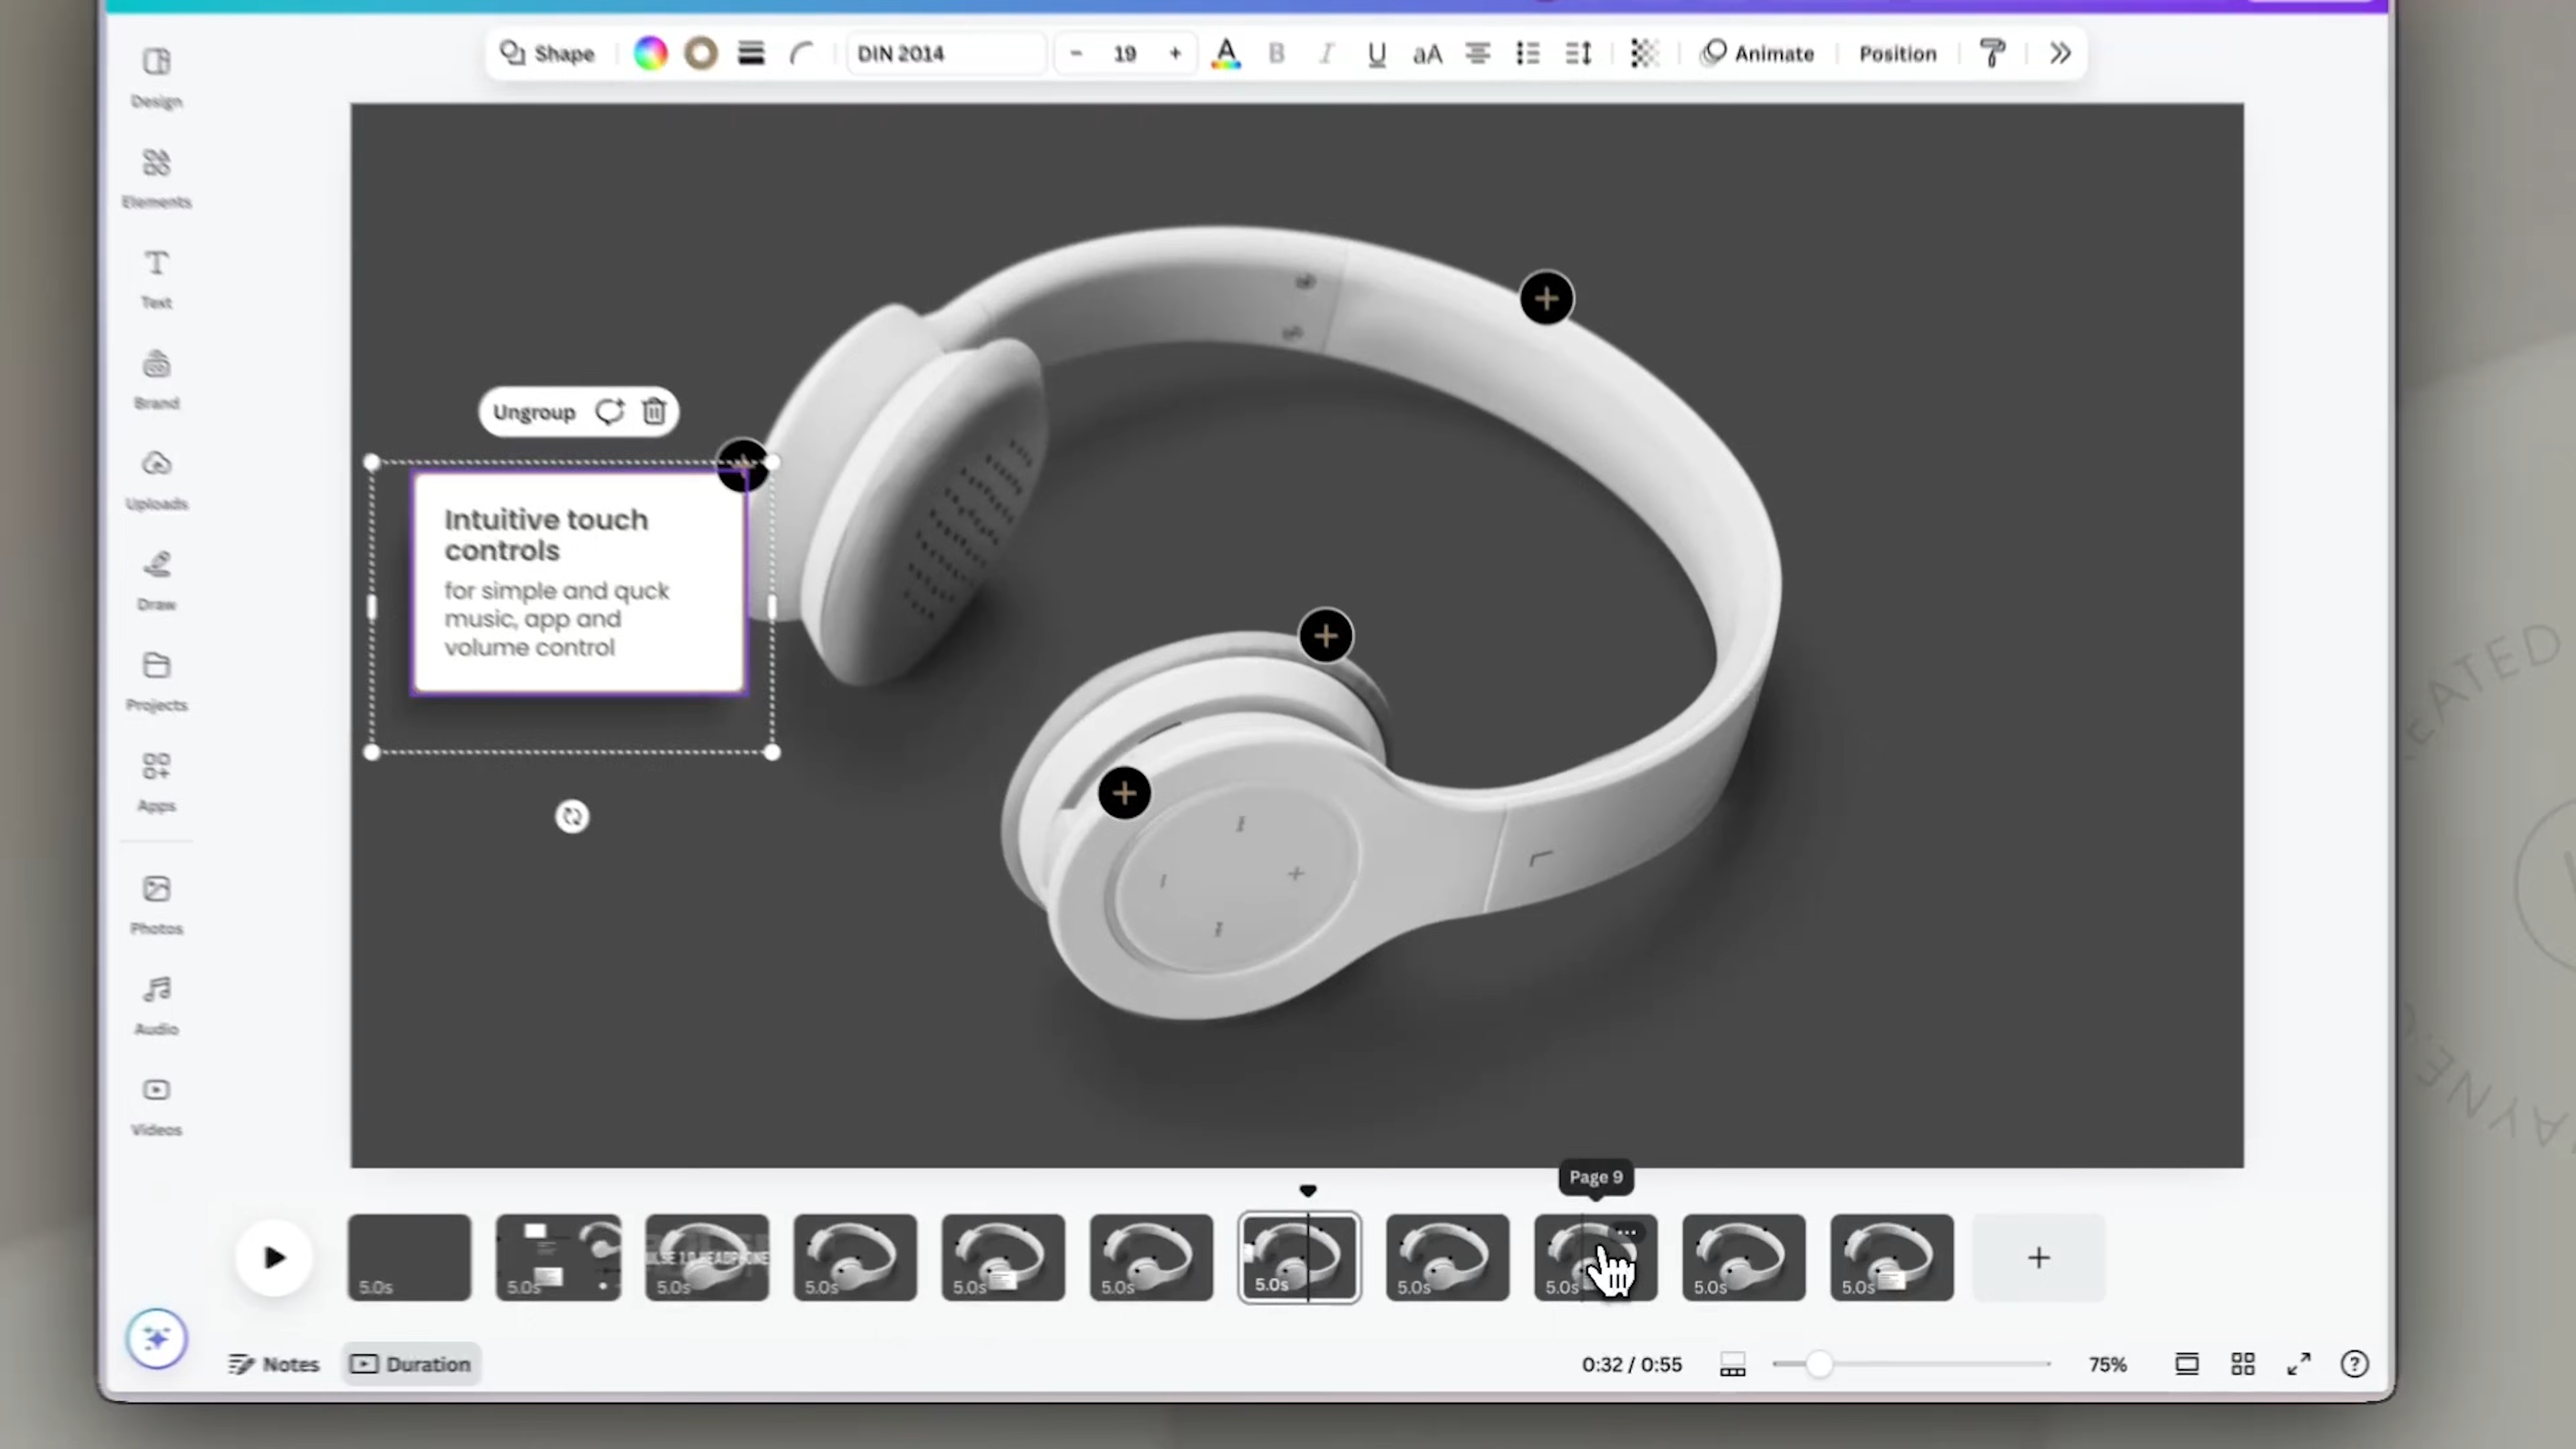 Shape
DIN 2014
- 19 +
A B I U aA
Animate
Position
Design
Elements
Text
Brand
Uploads
Draw
Projects
Apps
Photos
Audio
Videos
Ungroup
Intuitive touch
controls
for simple and quck
music, app and
volume control
L
Page 9
5.0s
5.0s
5.0s
5.0s
5.0s
5.0s
5.0s
5.0s
5.0s
5.0s
5.0s
Notes
Duration
0:32 / 0:55
75%